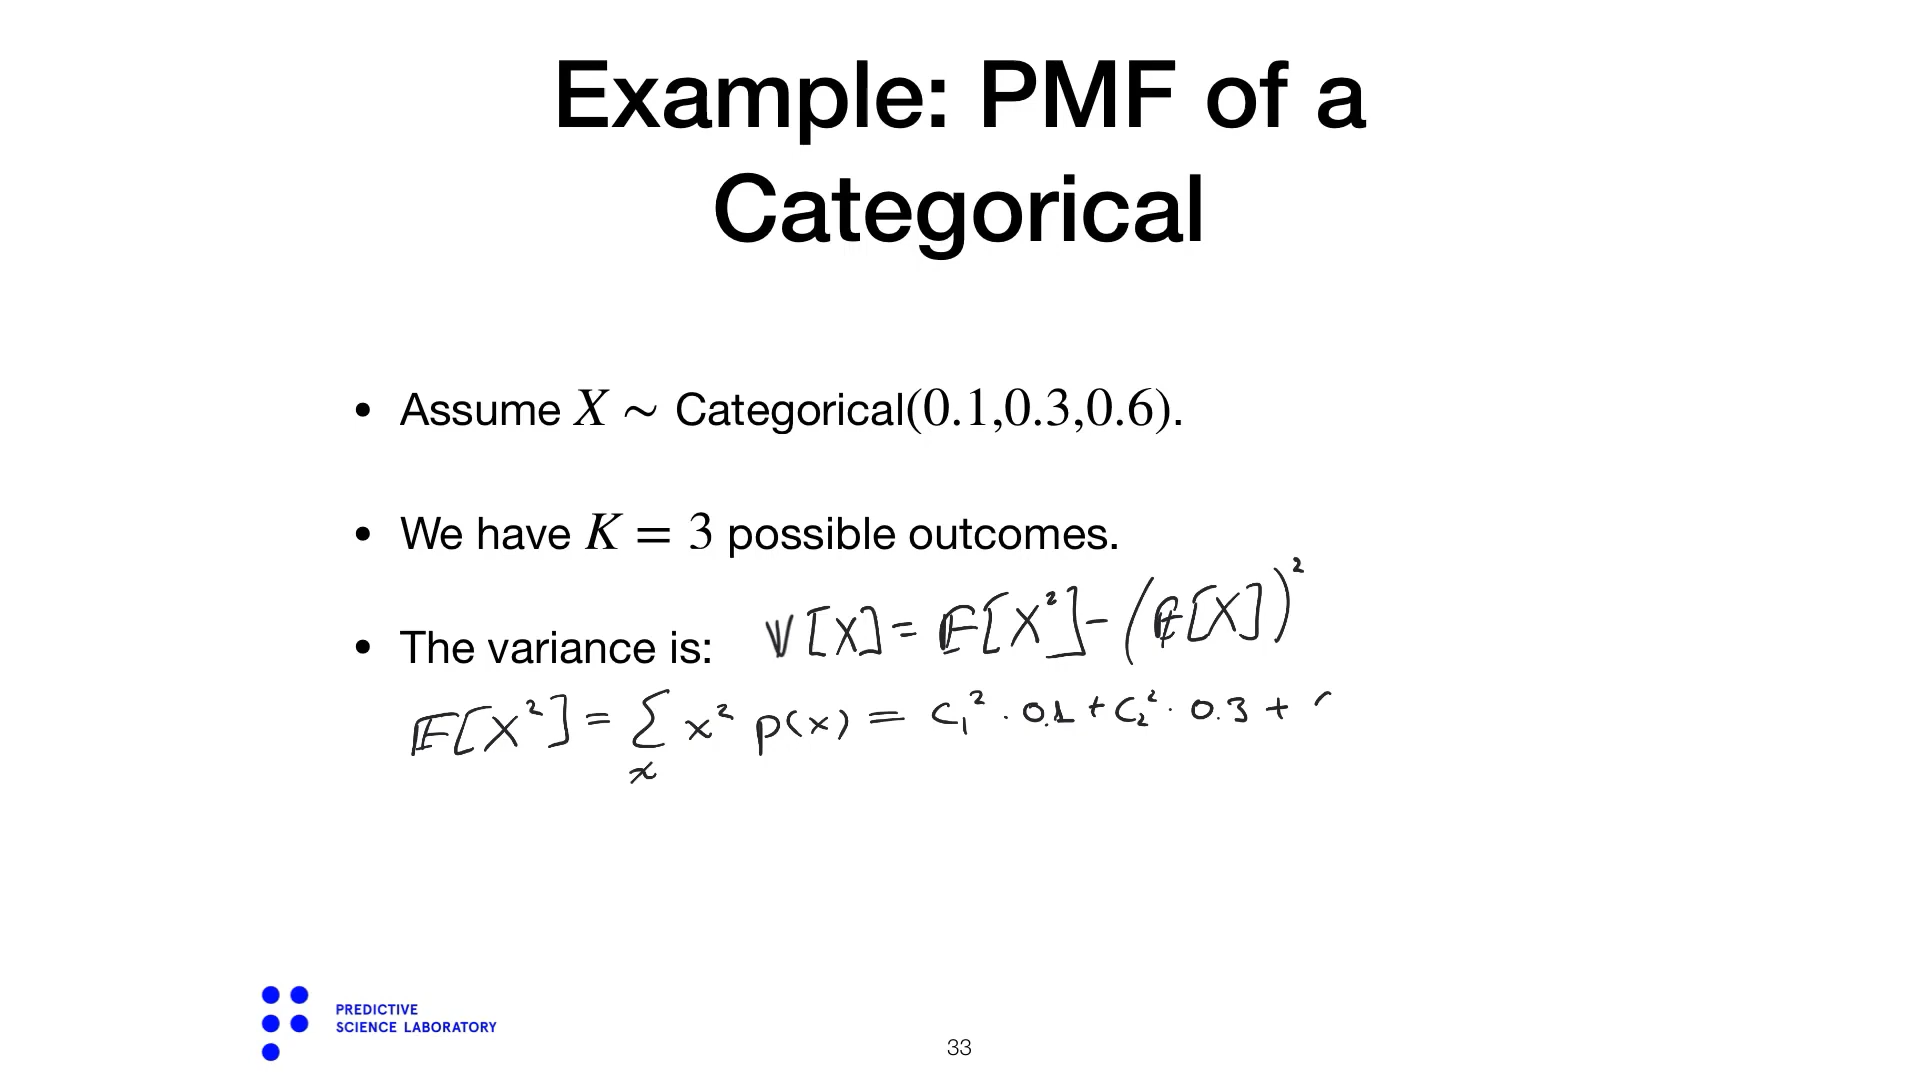 Example: PMF of a
Categorical
• Assume X ∼ Categorical(0.1,0.3,0.6).
• We have K = 3 possible outcomes.
• The variance is: 𝕍[X] = 𝔼[X²] - (𝔼[X])²
𝔼[X²] = ∑ₓ x² p(x) = c₁² · 0.1 + c₂² · 0.3 +
PREDICTIVE
SCIENCE LABORATORY
33